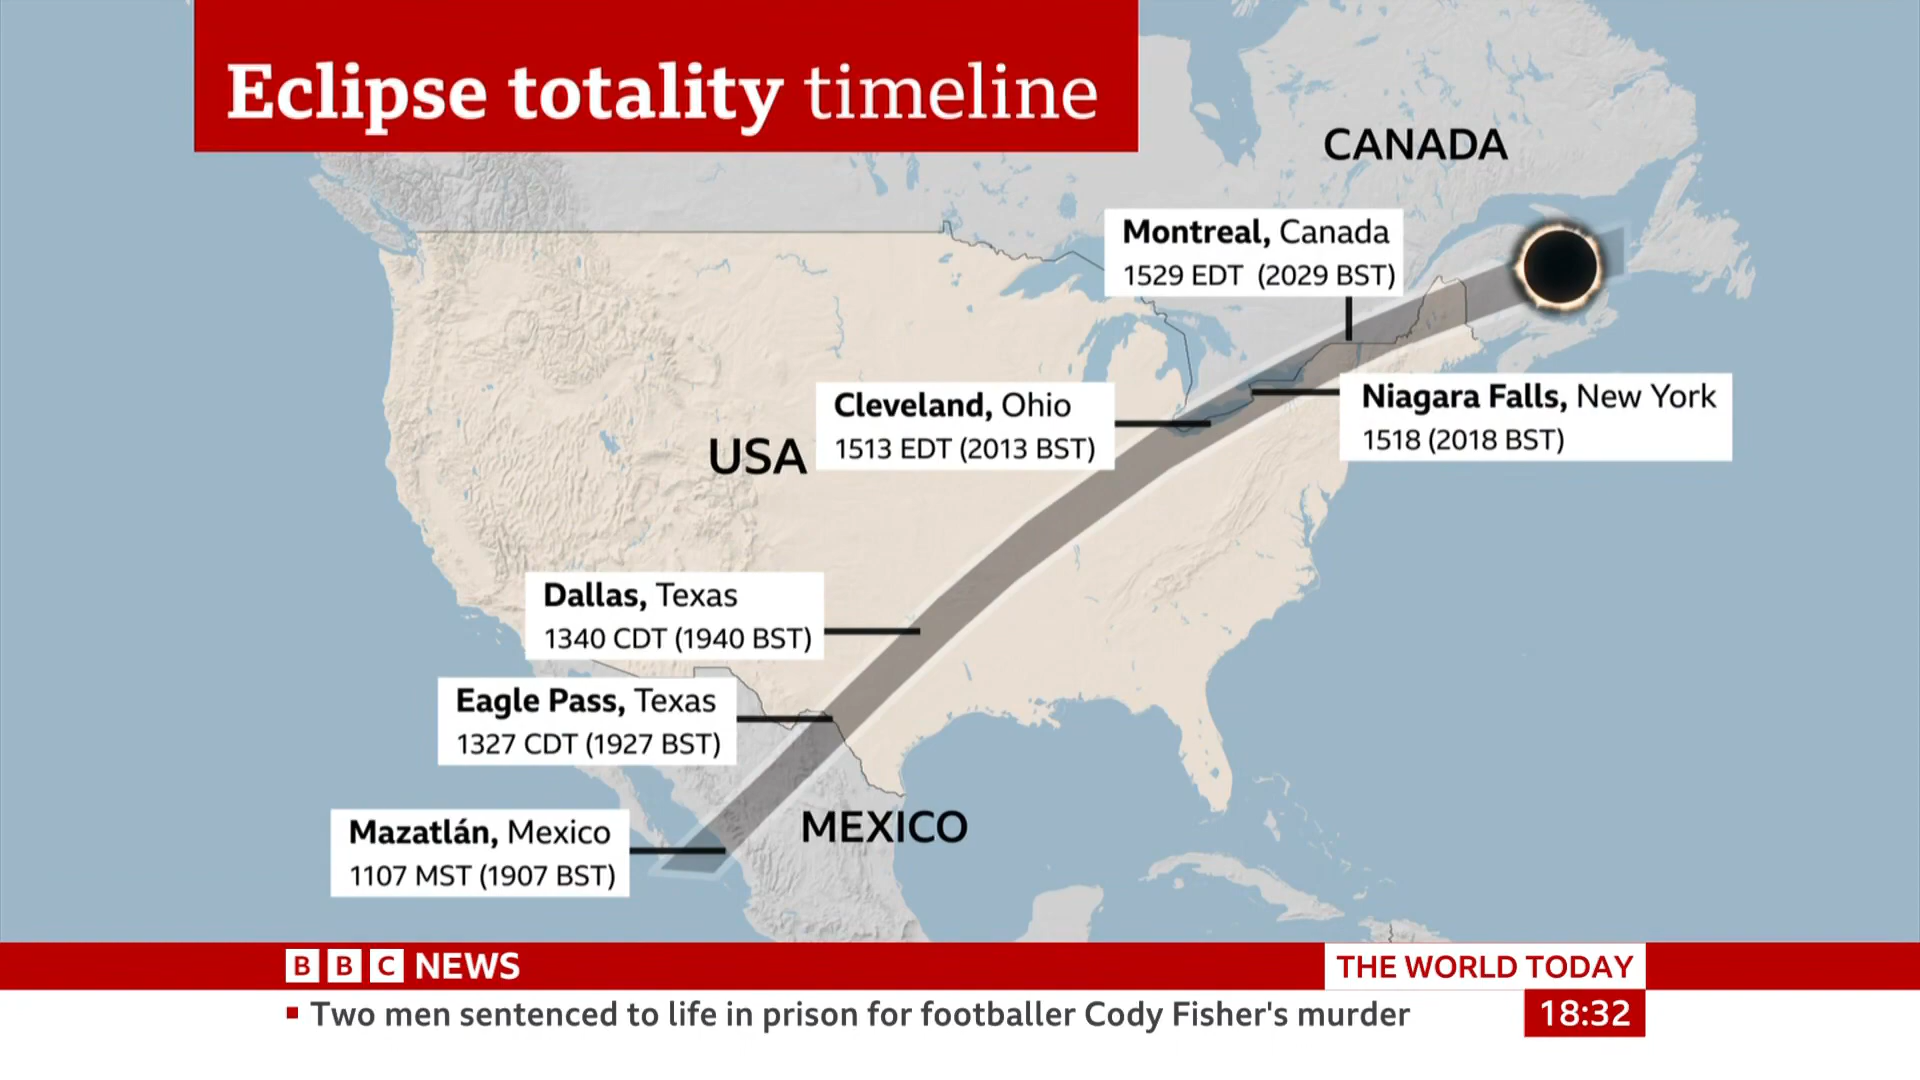 Eclipse totality timeline
CANADA
Montreal, Canada
1529 EDT (2029 BST)
Niagara Falls, New York
1518 (2018 BST)
Cleveland, Ohio
1513 EDT (2013 BST)
USA
Dallas, Texas
1340 CDT (1940 BST)
Eagle Pass, Texas
1327 CDT (1927 BST)
MEXICO
Mazatlán, Mexico
1107 MST (1907 BST)
BBC NEWS
THE WORLD TODAY
Two men sentenced to life in prison for footballer Cody Fisher's murder
18:32